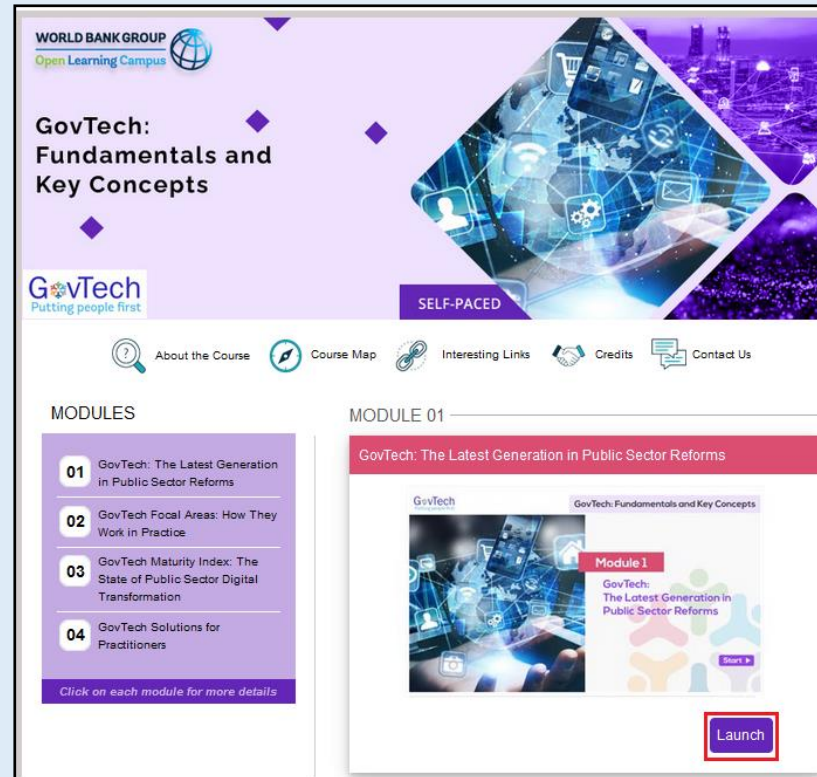 WORLD BANK GROUP
Open Learning Campus
GovTech:
Fundamentals and
Key Concepts
GovTech
Putting people first
SELF-PACED
About the Course
Course Map
Interesting Links
Credits
Contact Us
MODULES
01
GovTech: The Latest Generation
in Public Sector Reforms
02
GovTech Focal Areas: How They
Work in Practice
03
GovTech Maturity Index: The
State of Public Sector Digital
Transformation
04
GovTech Solutions for
Practitioners
Click on each module for more details
MODULE 01
GovTech: The Latest Generation in Public Sector Reforms
GovTech
GovTech: Fundamentals and Key Concepts
Module 1
GovTech:
The Latest Generation in
Public Sector Reforms
Start
Launch